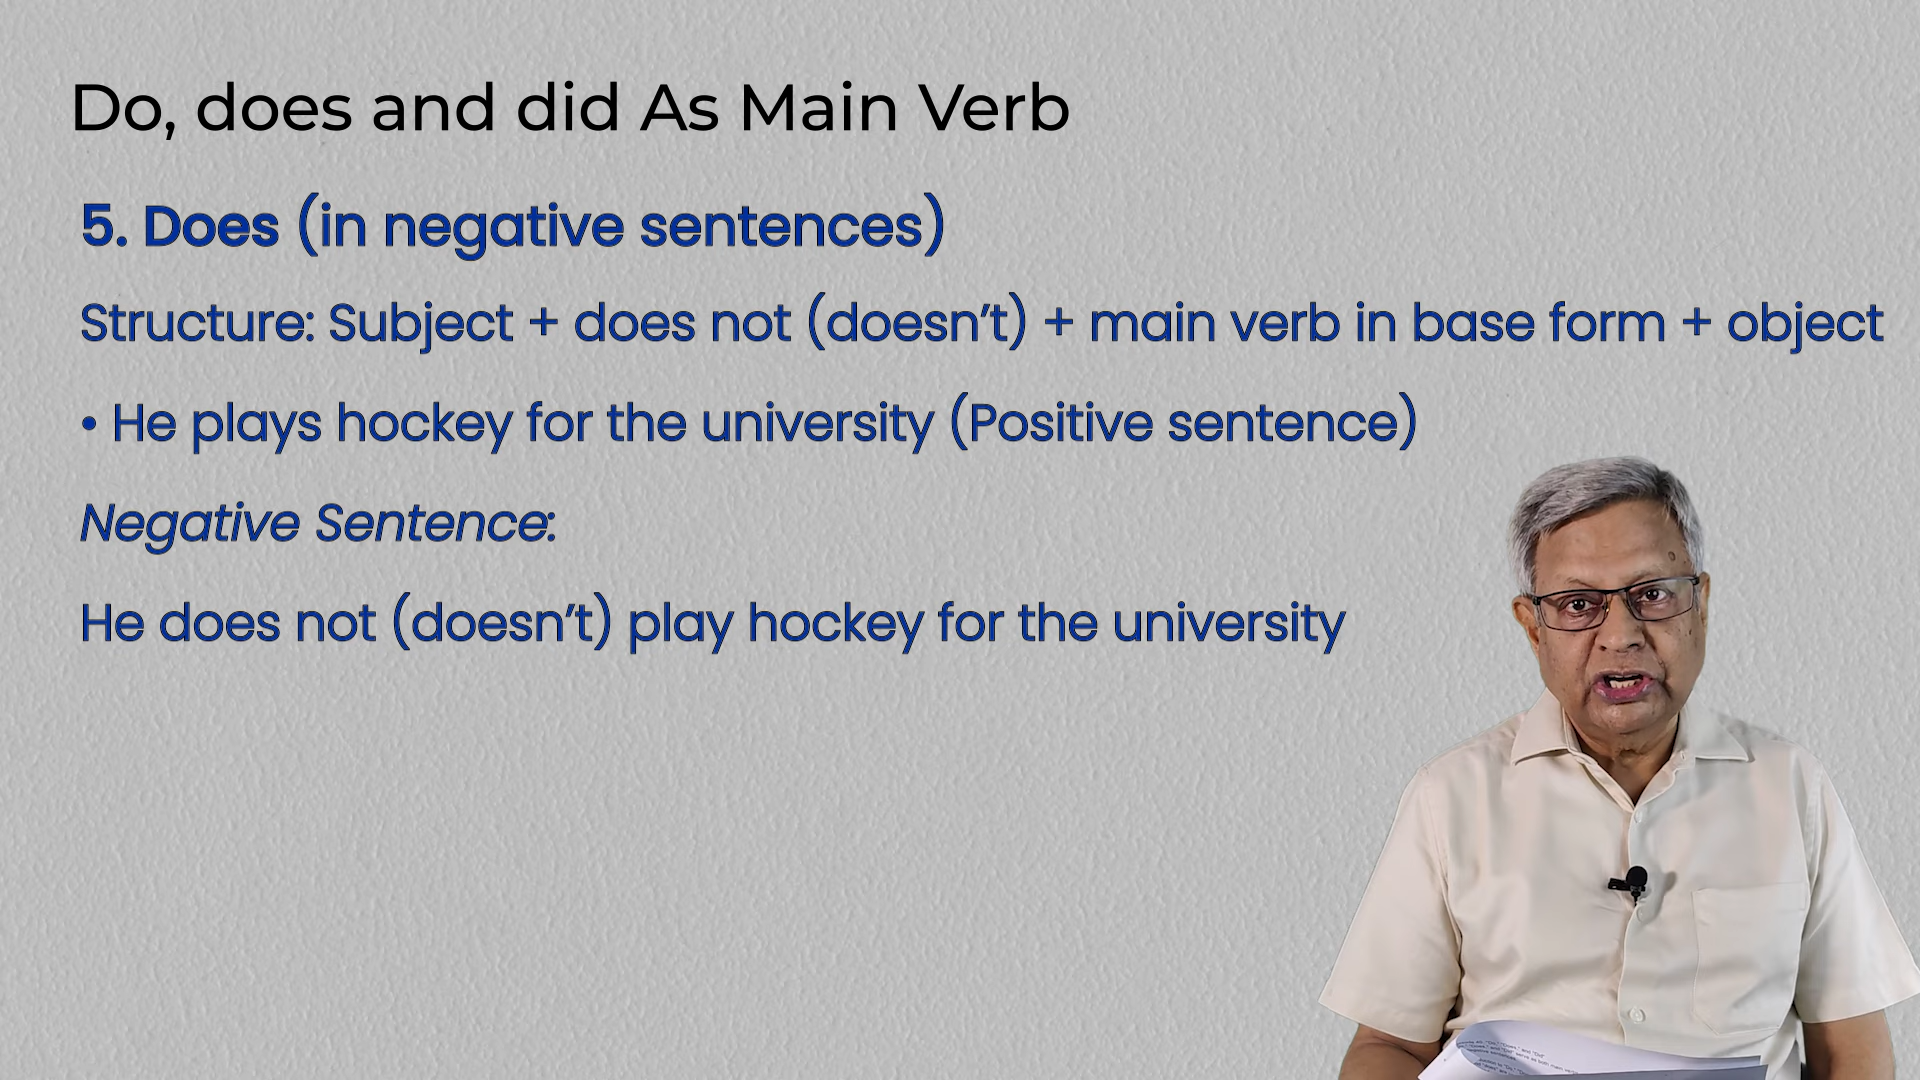 Do, does and did As Main Verb
5. Does (in negative sentences)
Structure: Subject + does not (doesn’t) + main verb in base form + object
• He plays hockey for the university (Positive sentence)
Negative Sentence:
He does not (doesn’t) play hockey for the university